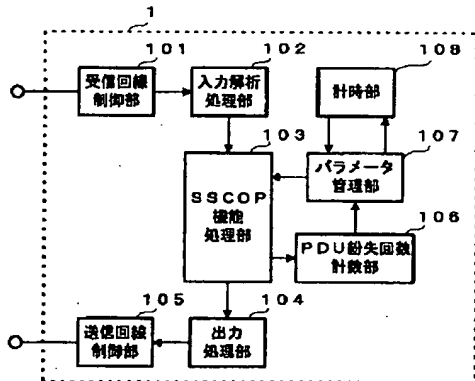 1
101
102
108
受信回線
制御部
入力解析
処理部
計時部
103
107
SSCOP
機能
処理部
パラメータ
管理部
106
PDU紛失回数
計数部
105
104
送信回線
制御部
出力
処理部